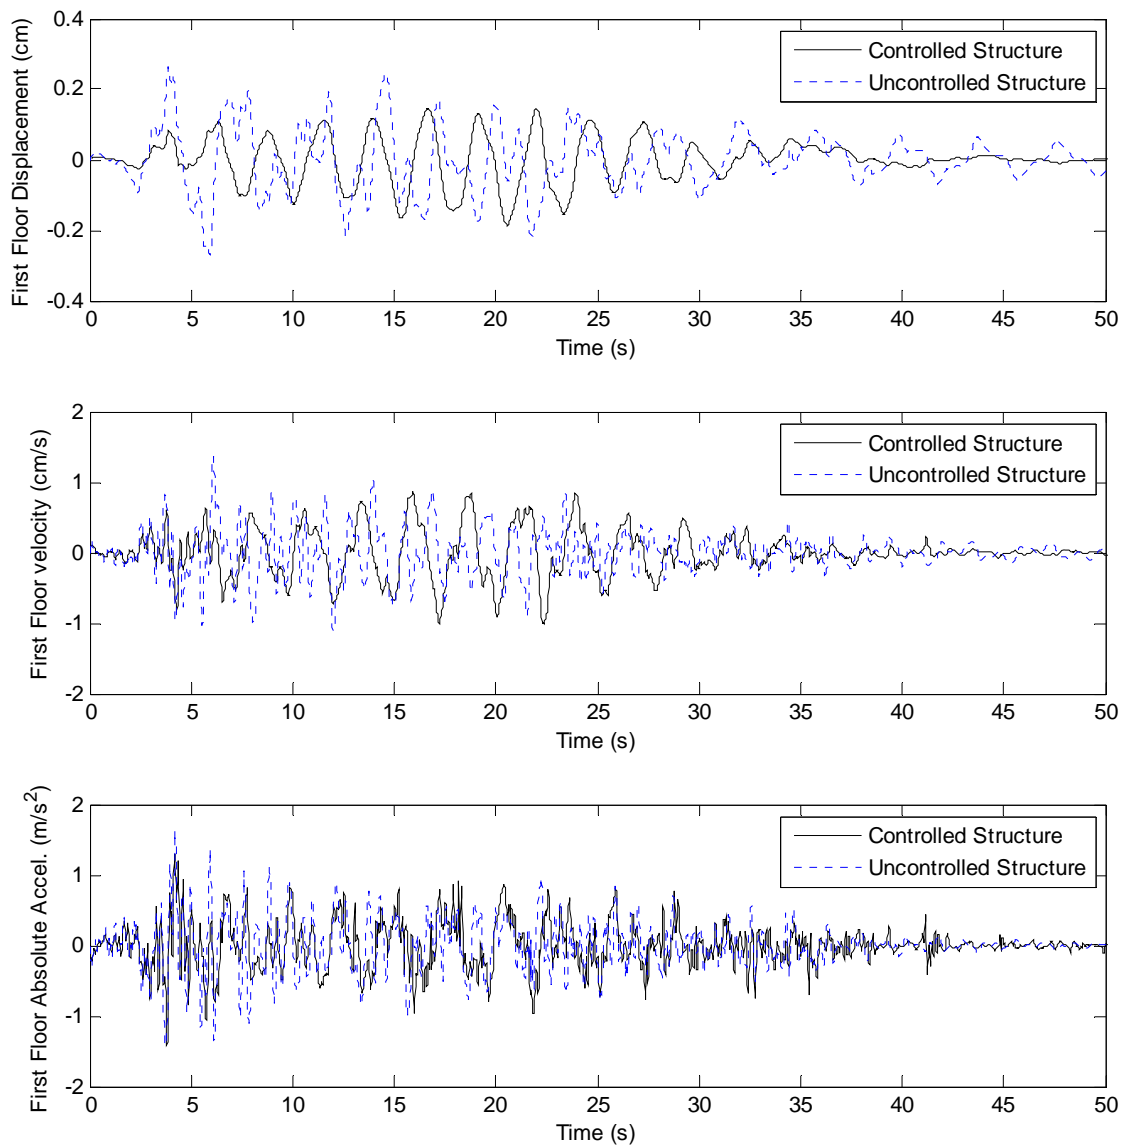 First Floor Displacement (cm)
0.4
0.2
0
-0.2
-0.4
Controlled Structure
Uncontrolled Structure
0 5 10 15 20 25 30 35 40 45 50
Time (s)
First Floor velocity (cm/s)
2
1
0
-1
-2
Controlled Structure
Uncontrolled Structure
0 5 10 15 20 25 30 35 40 45 50
Time (s)
First Floor Absolute Accel. (m/s²)
2
1
0
-1
-2
Controlled Structure
Uncontrolled Structure
0 5 10 15 20 25 30 35 40 45 50
Time (s)